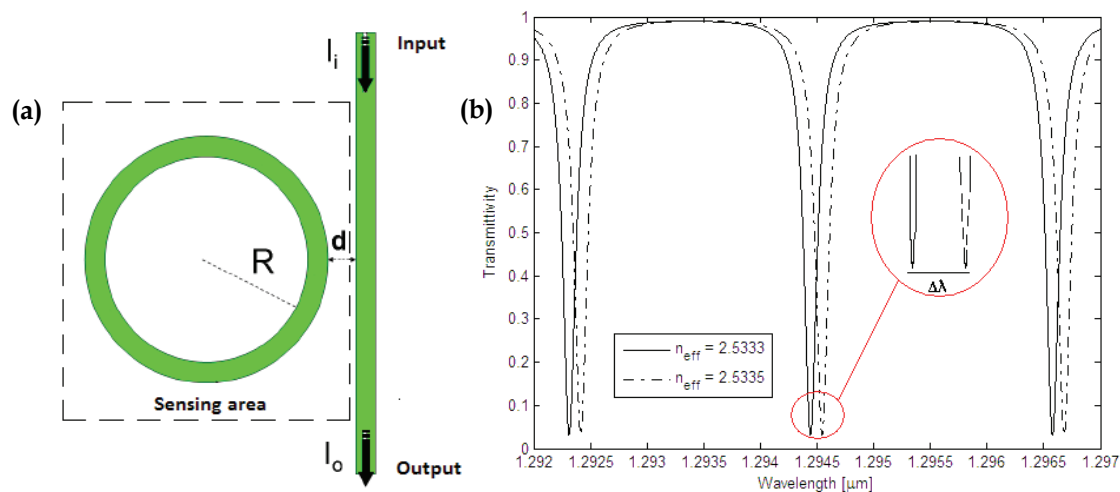 (a)
I_i
Input
d
R
Sensing area
I_o
Output
(b)
Transmittivity
1
0.9
0.8
0.7
0.6
0.5
0.4
0.3
0.2
0.1
0
Δλ
n_eff = 2.5333
n_eff = 2.5335
1.292 1.2925 1.293 1.2935 1.294 1.2945 1.295 1.2955 1.296 1.2965 1.297
Wavelength [μm]